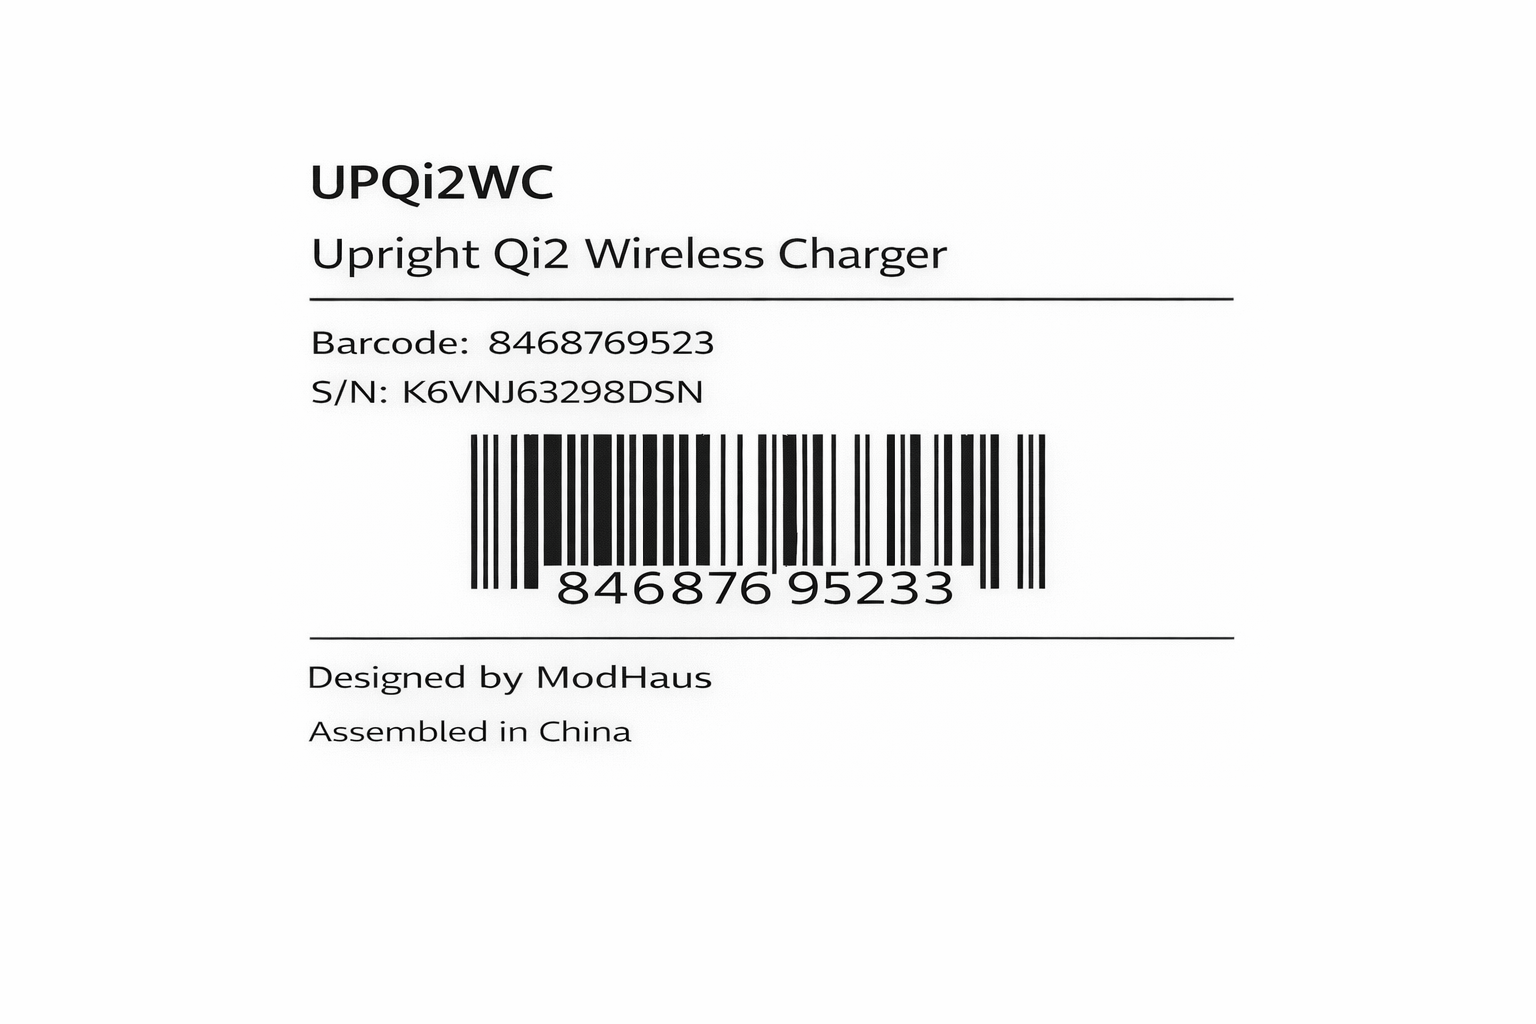 UPQi2WC
Upright Qi2 Wireless Charger
Barcode: 8468769523
S/N: K6VNJ63298DSN
846876 95233
Designed by ModHaus
Assembled in China